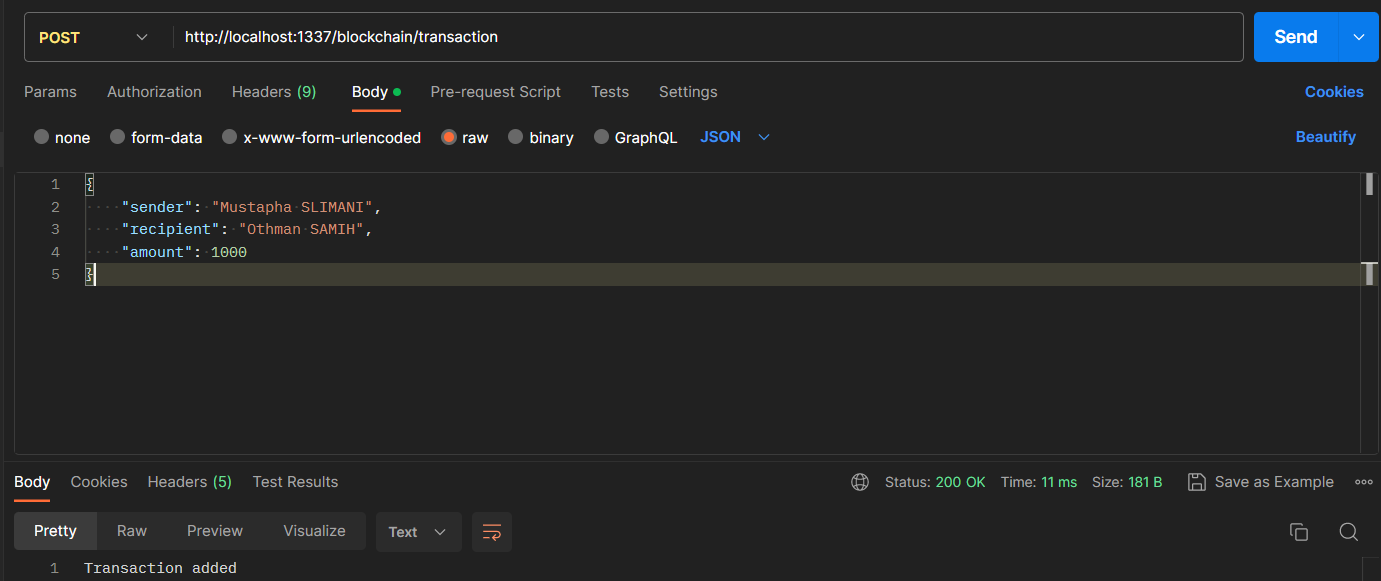 POST http://localhost:1337/blockchain/transaction Send
Params Authorization Headers (9) Body Pre-request Script Tests Settings Cookies
none form-data x-www-form-urlencoded raw binary GraphQL JSON Beautify
1 {
2 "sender": "Mustapha SLIMANI",
3 "recipient": "Othman SAMIH",
4 "amount": 1000
5 }
Body Cookies Headers (5) Test Results Status: 200 OK Time: 11 ms Size: 181 B Save as Example
Pretty Raw Preview Visualize Text
1 Transaction added